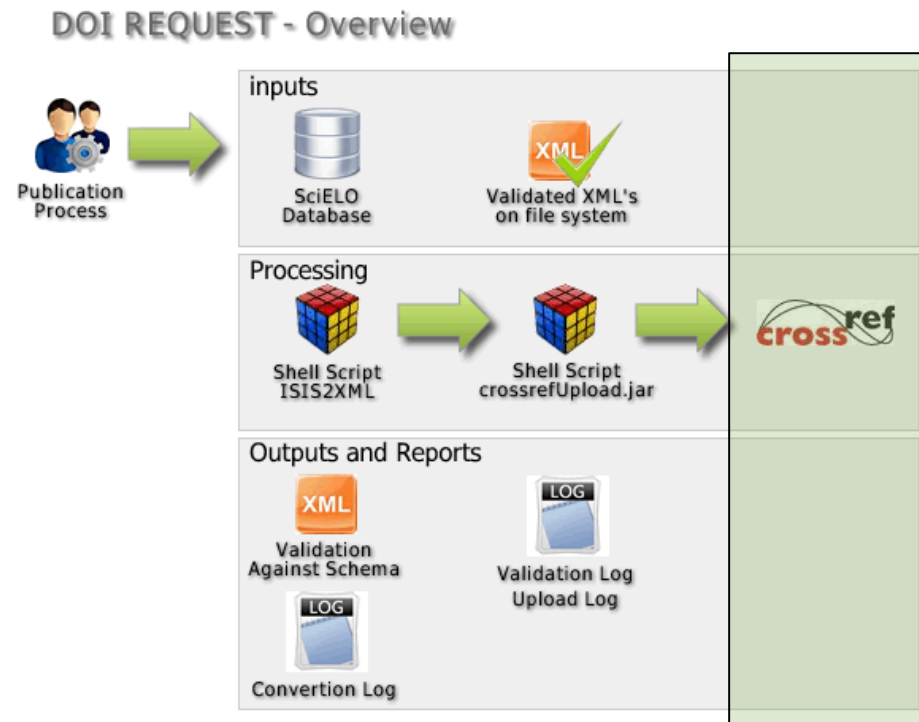 DOI REQUEST - Overview
inputs
Publication
Process
SciELO
Database
XML
Validated XML's
on file system
Processing
Shell Script
ISIS2XML
Shell Script
crossrefUpload.jar
crossref
Outputs and Reports
XML
Validation
Against Schema
LOG
Validation Log
Upload Log
LOG
Convertion Log